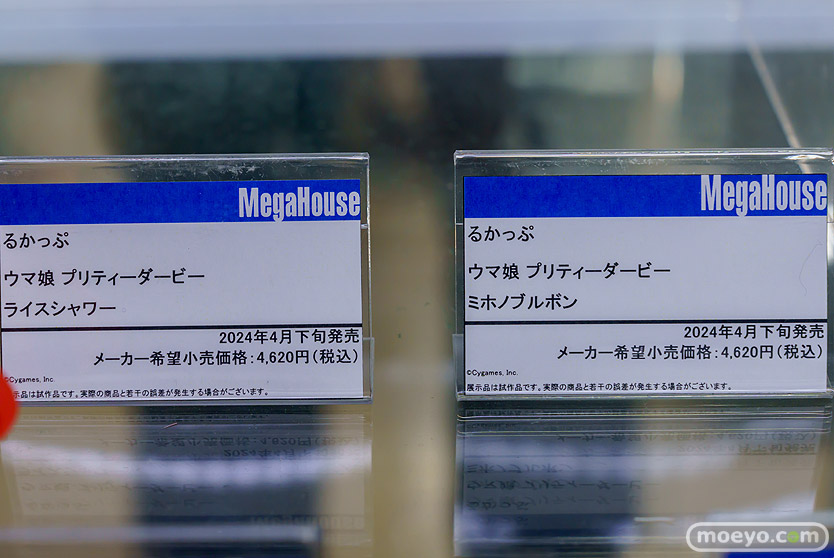 MegaHouse
るかっぷ
ウマ娘 プリティーダービー
ライスシャワー
2024年4月下旬発売
メーカー希望小売価格:4,620円(税込)
©Cygames, Inc.
示品は試作品です。実際の商品と若干の誤差が発生する場合がございます。
MegaHouse
るかっぷ
ウマ娘 プリティーダービー
ミホノブルボン
2024年4月下旬発売
メーカー希望小売価格:4,620円(税込)
©Cygames, Inc.
展示品は試作品です。実際の商品と若干の誤差が発生する場合がございます。
moeyo.com